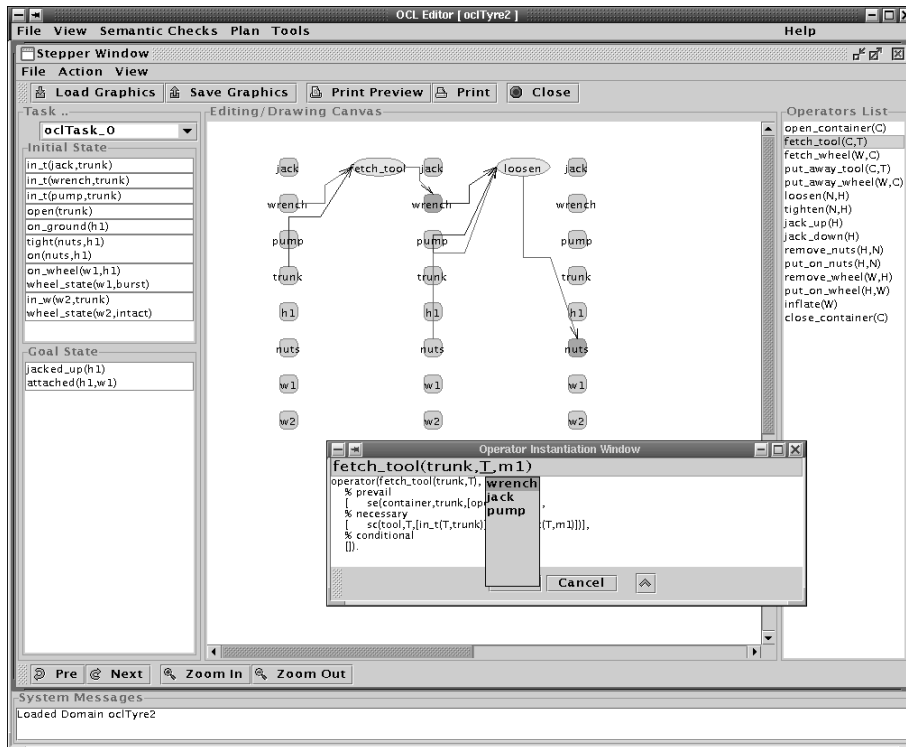 OCL Editor [ oclTyre2 ]
File View Semantic Checks Plan Tools Help
Stepper Window
File Action View
Load Graphics Save Graphics Print Preview Print Close
Task ..
oclTask_0
Initial State
in_t(jack,trunk)
in_t(wrench,trunk)
in_t(pump,trunk)
open(trunk)
on_ground(h1)
tight(nuts,h1)
on(nuts,h1)
on_wheel(w1,h1)
wheel_state(w1,burst)
in_w(w2,trunk)
wheel_state(w2,intact)
Goal State
jacked_up(h1)
attached(h1,w1)
Editing/Drawing Canvas
jack fetch_tool jack loosen jack
wrench wrench wrench
pump pump pump
trunk trunk trunk
h1 h1 h1
nuts nuts nuts
w1 w1 w1
w2 w2 w2
Operators List
open_container(C)
fetch_tool(C,T)
fetch_wheel(W,C)
put_away_tool(C,T)
put_away_wheel(W,C)
loosen(N,H)
tighten(N,H)
jack_up(H)
jack_down(H)
remove_nuts(H,N)
put_on_nuts(H,N)
remove_wheel(W,H)
put_on_wheel(H,W)
inflate(W)
close_container(C)
Operator Instantiation Window
fetch_tool(trunk,T,m1)
operator(fetch_tool(trunk,T),
% prevail
[ se(container,trunk,[op ,
% necessary
[ sc(tool,T,[in_t(T,trunk)] (T,m1)])],
% conditional
[]).
wrench
jack
pump
Cancel
Pre Next Zoom In Zoom Out
System Messages
Loaded Domain oclTyre2